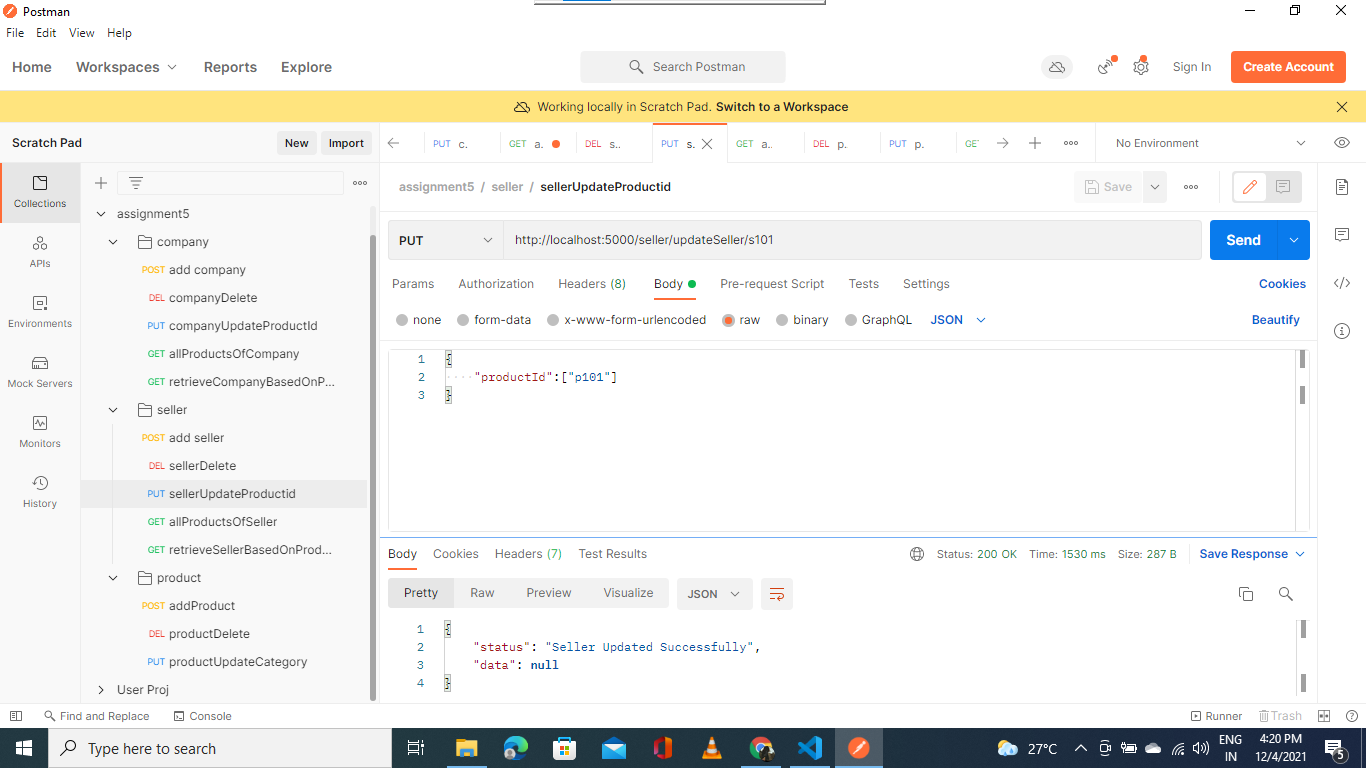 Postman
File Edit View Help
Home Workspaces Reports Explore
Search Postman
Sign In
Create Account
Working locally in Scratch Pad. Switch to a Workspace
Scratch Pad
New
Import
PUT c.
GET a.
DEL s..
PUT s.
GET a..
DEL p.
PUT p.
GE
No Environment
Collections
APIs
Environments
Mock Servers
Monitors
History
assignment5
company
POST add company
DEL companyDelete
PUT companyUpdateProductId
GET allProductsOfCompany
GET retrieveCompanyBasedOnP...
seller
POST add seller
DEL sellerDelete
PUT sellerUpdateProductid
GET allProductsOfSeller
GET retrieveSellerBasedOnProd...
product
POST addProduct
DEL productDelete
PUT productUpdateCategory
User Proj
assignment5 / seller / sellerUpdateProductid
Save
PUT
http://localhost:5000/seller/updateSeller/s101
Send
Params Authorization Headers (8) Body Pre-request Script Tests Settings
Cookies
none form-data x-www-form-urlencoded raw binary GraphQL JSON
Beautify
1 {
2 "productId":["p101"]
3 }
Body Cookies Headers (7) Test Results
Status: 200 OK Time: 1530 ms Size: 287 B
Save Response
Pretty Raw Preview Visualize JSON
1 {
2 "status": "Seller Updated Successfully",
3 "data": null
4 }
Find and Replace
Console
Runner
Trash
Type here to search
27°C
ENG
IN
4:20 PM
12/4/2021
5